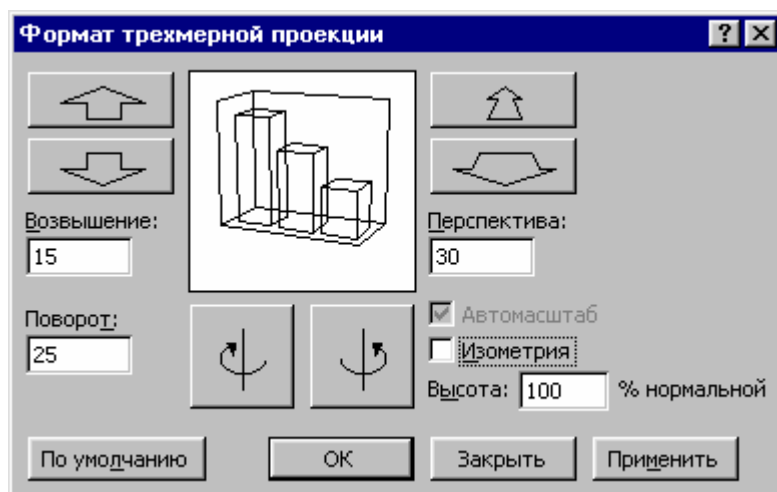 Формат трехмерной проекции
Возвышение:
15
Перспектива:
30
Поворот:
25
Автомасштаб
Изометрия
Высота: 100 % нормальной
По умолчанию ОК Закрыть Применить